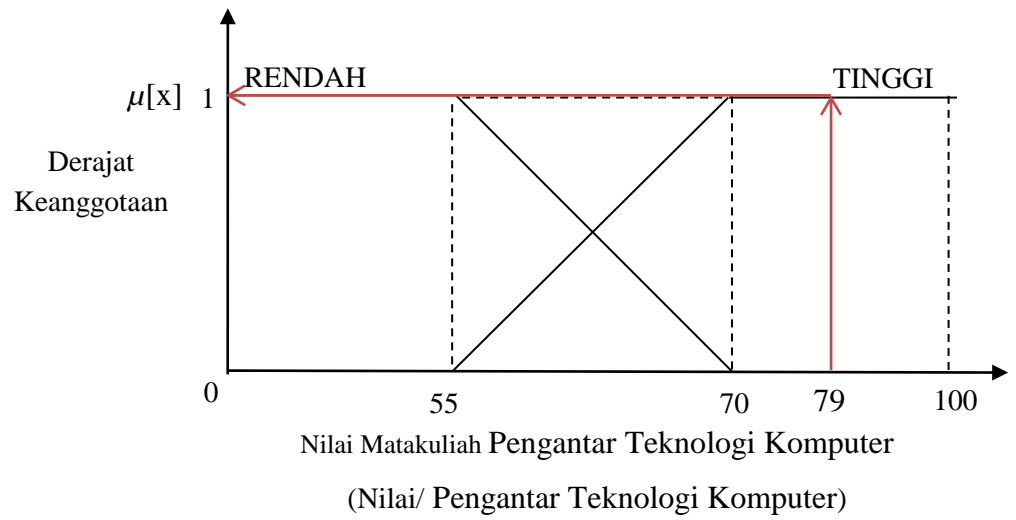 RENDAH
TINGGI
μ[x] 1
Derajat
Keanggotaan
0
55
70
79
100
Nilai Matakuliah Pengantar Teknologi Komputer
(Nilai/ Pengantar Teknologi Komputer)